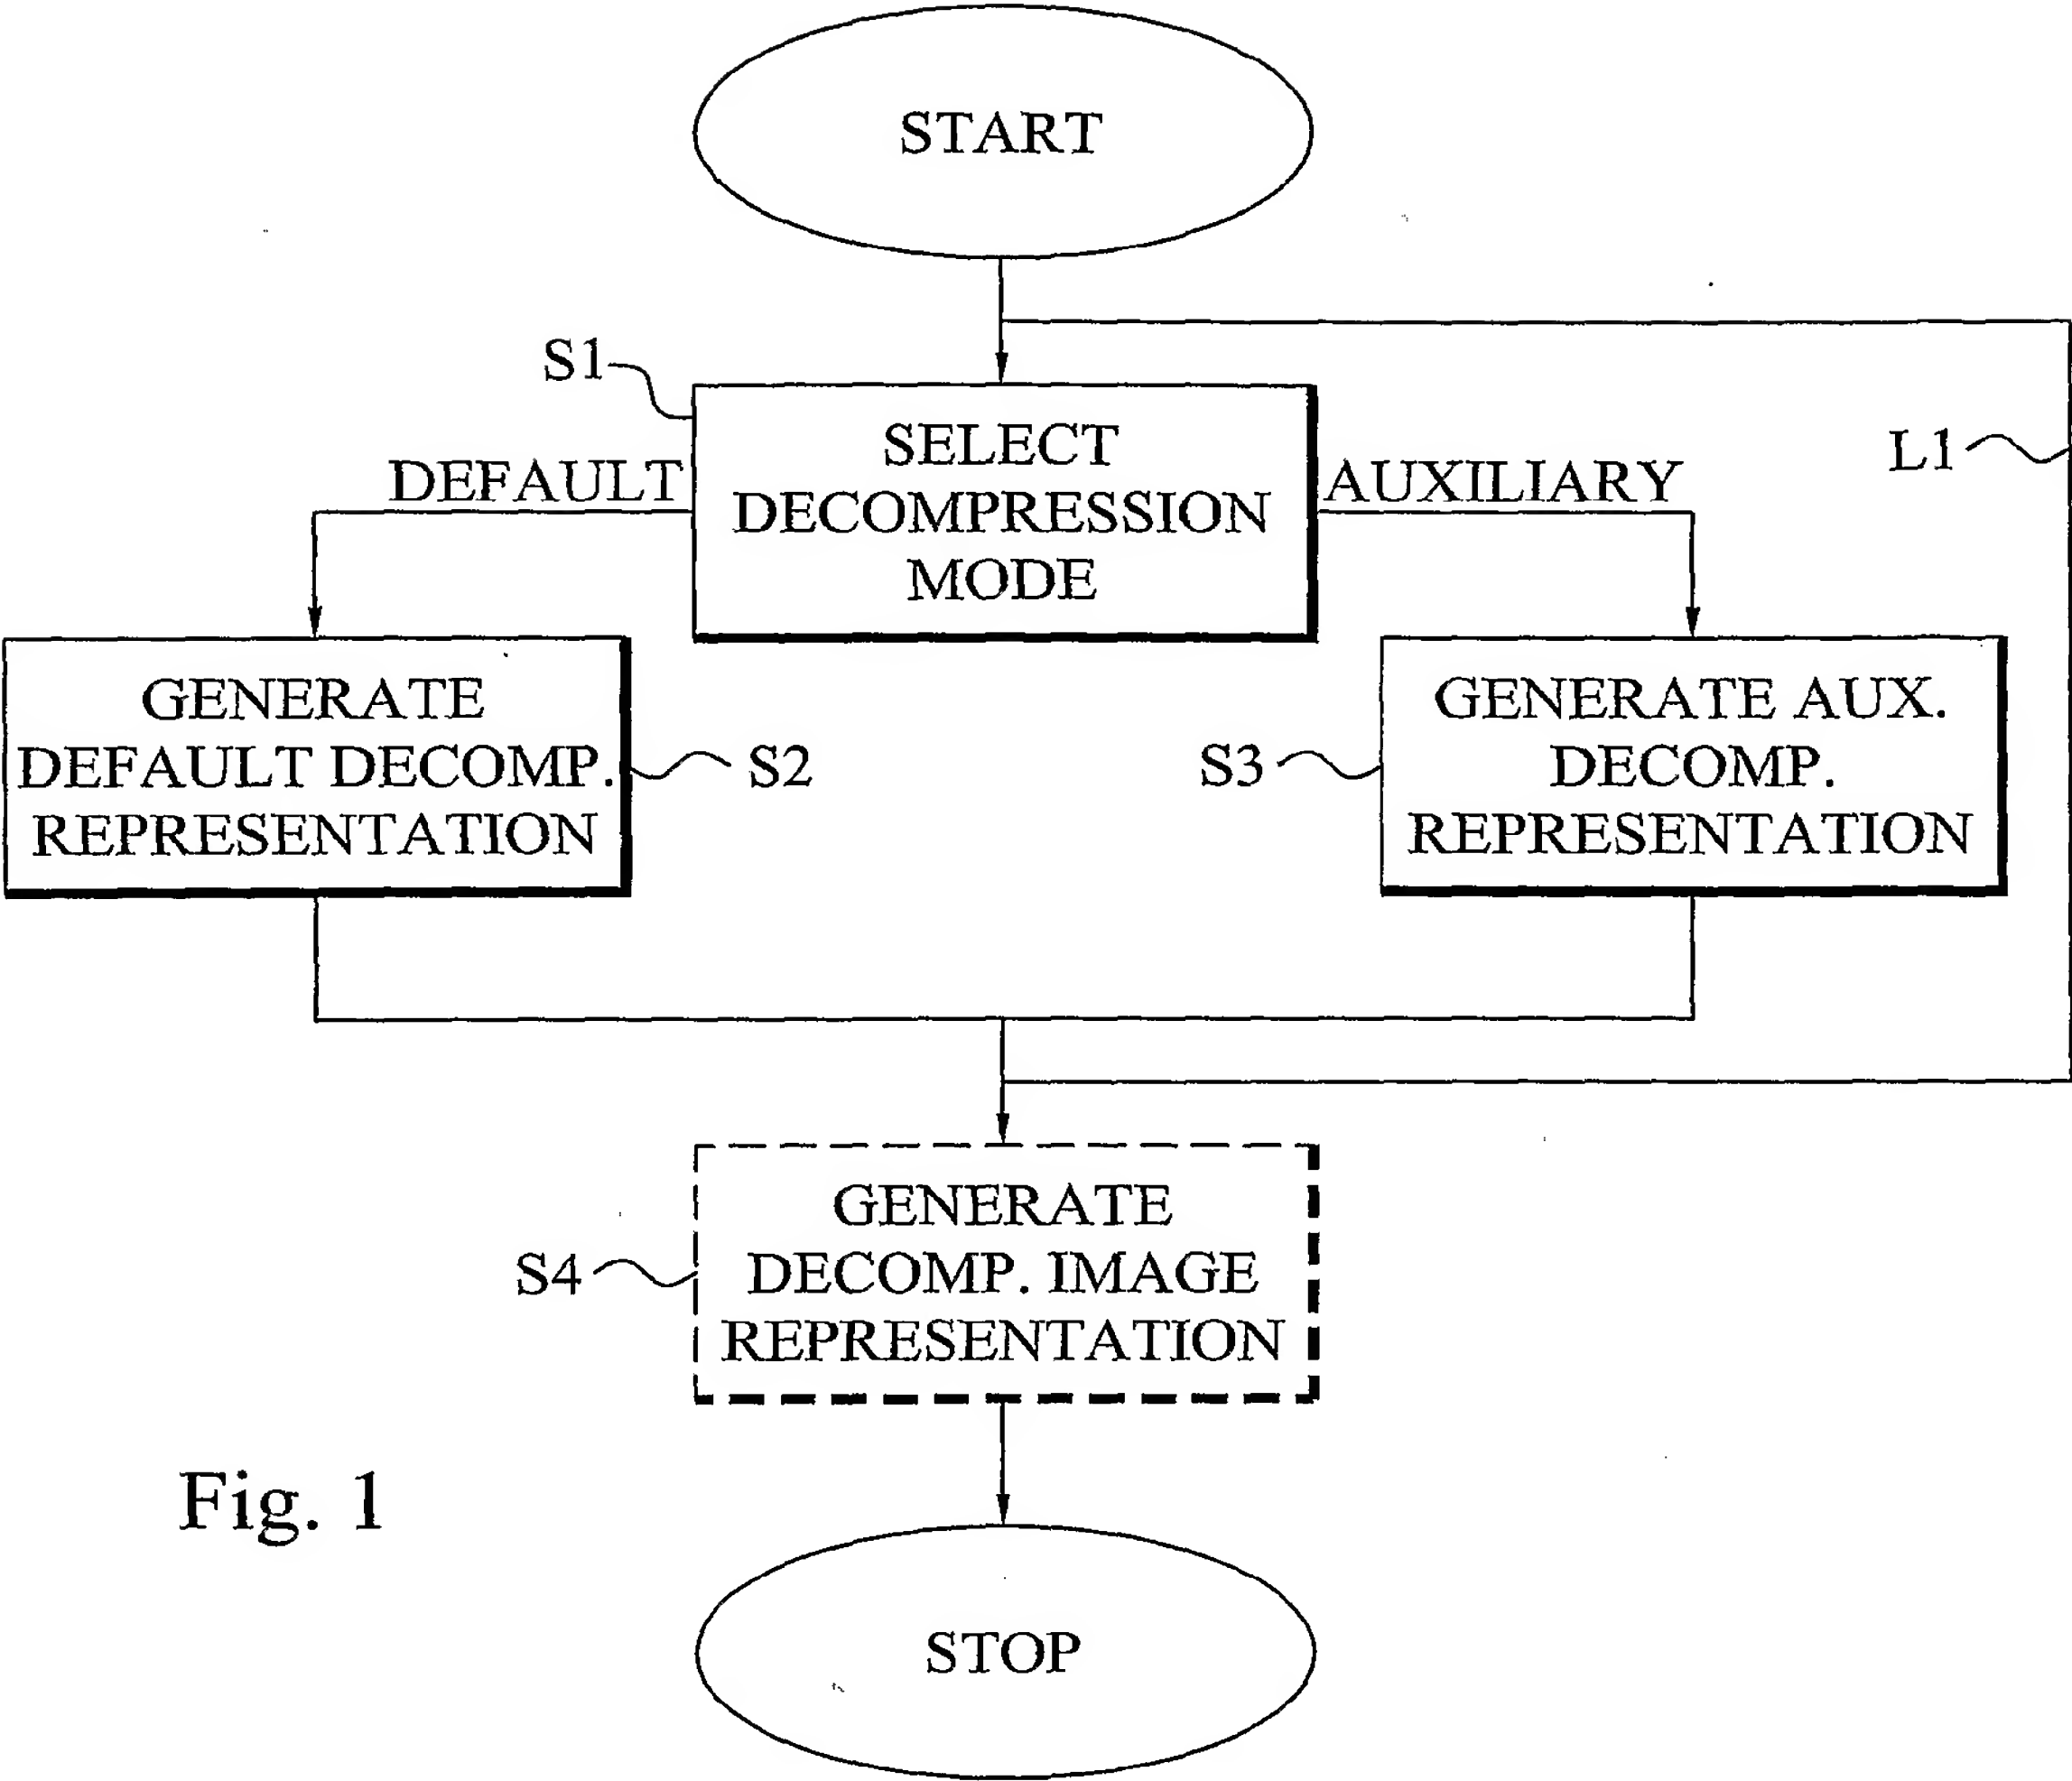 START
S1
SELECT
DECOMPRESSION
MODE
DEFAULT
AUXILIARY
L1
GENERATE
DEFAULT DECOMP.
REPRESENTATION
S2
S3
GENERATE AUX.
DECOMP.
REPRESENTATION
S4
GENERATE
DECOMP. IMAGE
REPRESENTATION
Fig. 1
STOP